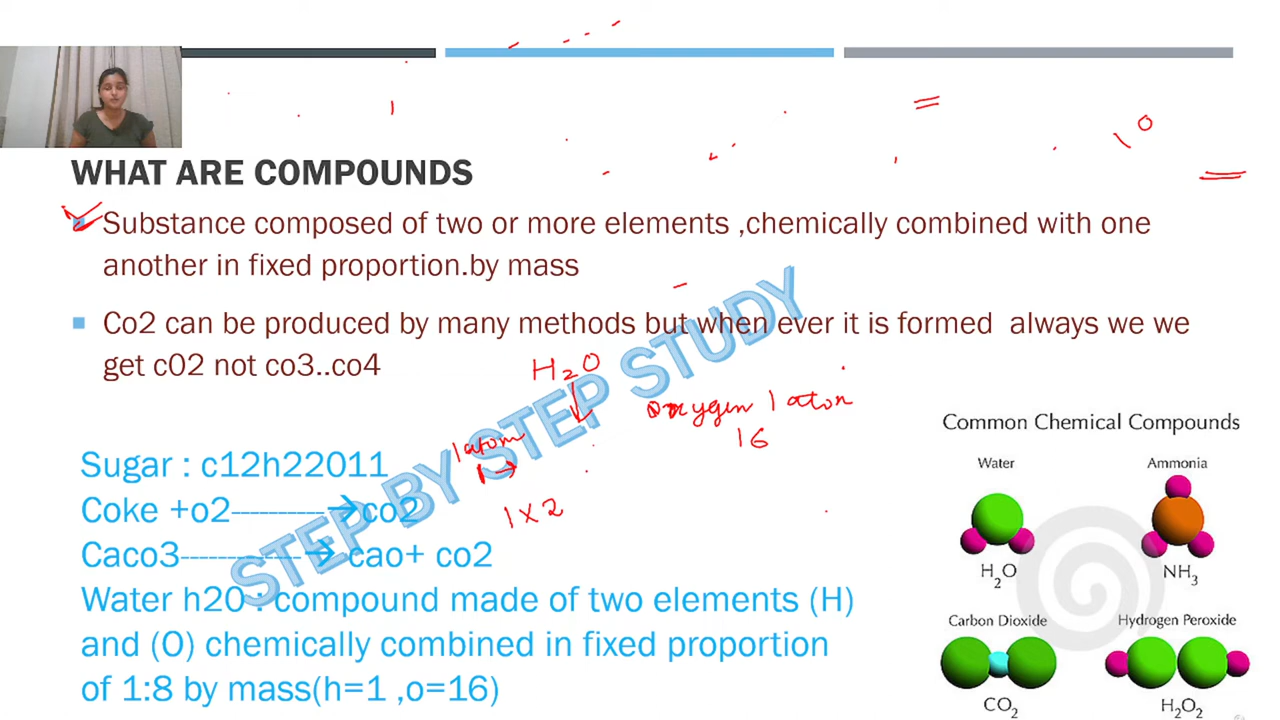 WHAT ARE COMPOUNDS
Substance composed of two or more elements ,chemically combined with one
another in fixed proportion.by mass
Co2 can be produced by many methods but when ever it is formed always we we
get c02 not co3..co4
H₂O
Oxygen 1 atom
16
1 atom
1 →
1 x 2
Sugar : c12h22011
Coke +o2-----------→co2
Caco3--------------→ cao+ co2
Water h2O : compound made of two elements (H)
and (O) chemically combined in fixed proportion
of 1:8 by mass(h=1 ,o=16)
STEP BY STEP STUDY
Common Chemical Compounds
Water
Ammonia
H₂O
NH₃
Carbon Dioxide
Hydrogen Peroxide
CO₂
H₂O₂